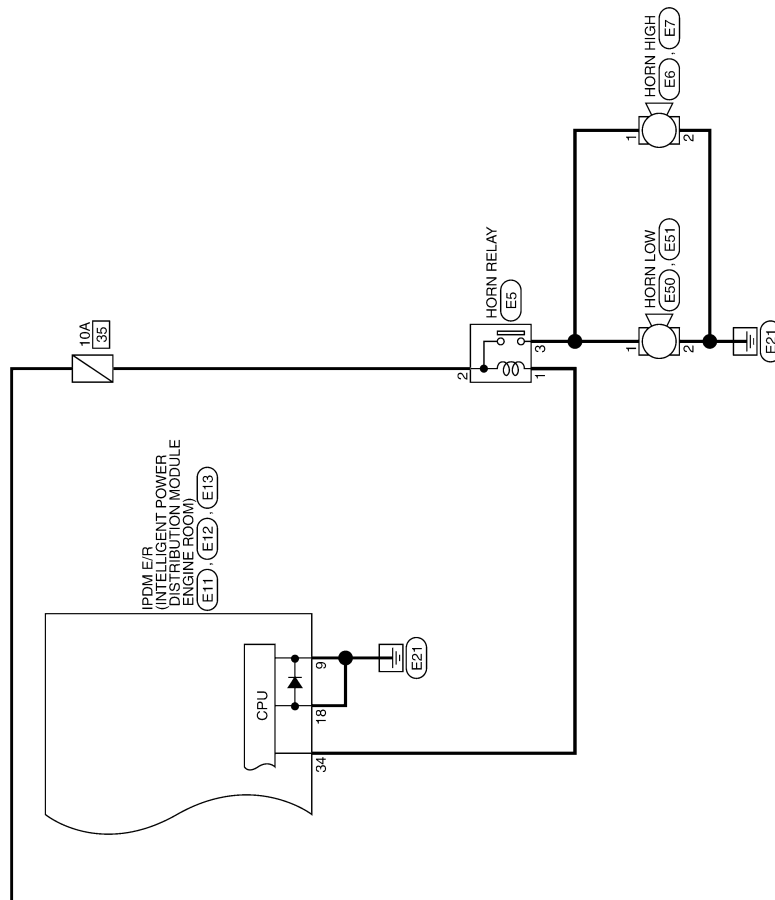 10A
35
IPDM E/R
(INTELLIGENT POWER
DISTRIBUTION MODULE
ENGINE ROOM)
E11 , E12 , E13
CPU
9
18
34
E21
HORN RELAY
E5
2
1
3
HORN LOW
E50 , E51
1
2
HORN HIGH
E6 , E7
1
2
E21